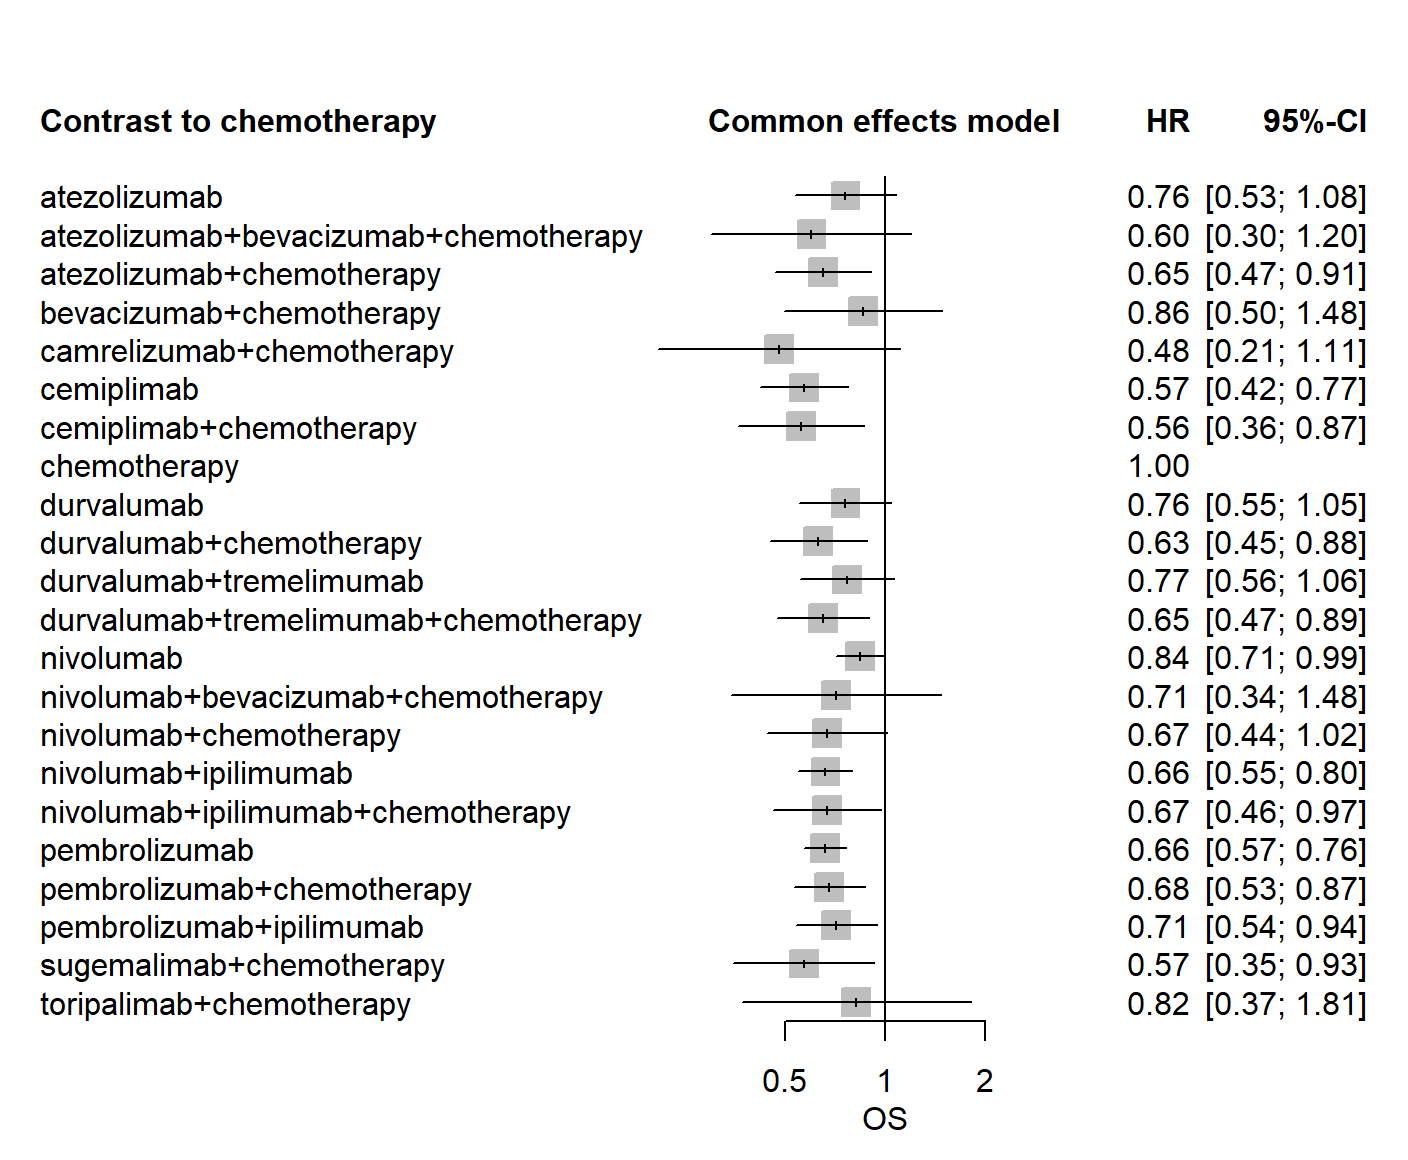 Contrast to chemotherapy Common effects model HR 95%-CI
atezolizumab 0.76 [0.53; 1.08]
atezolizumab+bevacizumab+chemotherapy 0.60 [0.30; 1.20]
atezolizumab+chemotherapy 0.65 [0.47; 0.91]
bevacizumab+chemotherapy 0.86 [0.50; 1.48]
camrelizumab+chemotherapy 0.48 [0.21; 1.11]
cemiplimab 0.57 [0.42; 0.77]
cemiplimab+chemotherapy 0.56 [0.36; 0.87]
chemotherapy 1.00
durvalumab 0.76 [0.55; 1.05]
durvalumab+chemotherapy 0.63 [0.45; 0.88]
durvalumab+tremelimumab 0.77 [0.56; 1.06]
durvalumab+tremelimumab+chemotherapy 0.65 [0.47; 0.89]
nivolumab 0.84 [0.71; 0.99]
nivolumab+bevacizumab+chemotherapy 0.71 [0.34; 1.48]
nivolumab+chemotherapy 0.67 [0.44; 1.02]
nivolumab+ipilimumab 0.66 [0.55; 0.80]
nivolumab+ipilimumab+chemotherapy 0.67 [0.46; 0.97]
pembrolizumab 0.66 [0.57; 0.76]
pembrolizumab+chemotherapy 0.68 [0.53; 0.87]
pembrolizumab+ipilimumab 0.71 [0.54; 0.94]
sugemalimab+chemotherapy 0.57 [0.35; 0.93]
toripalimab+chemotherapy 0.82 [0.37; 1.81]
0.5 1 2
OS